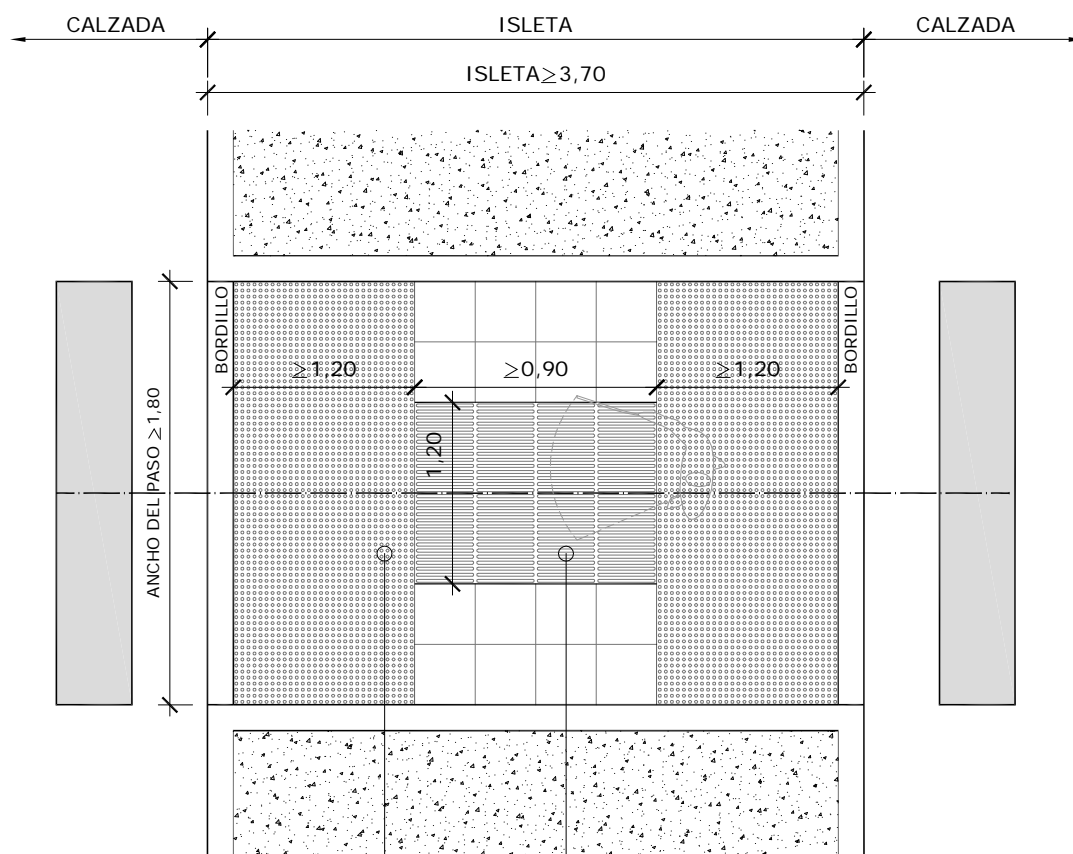 CALZADA
ISLETA
CALZADA
ISLETA≥3,70
BORDILLO
BORDILLO
≥1,20
≥0,90
≥1,20
1,20
ANCHO DEL PASO ≥ 1,80